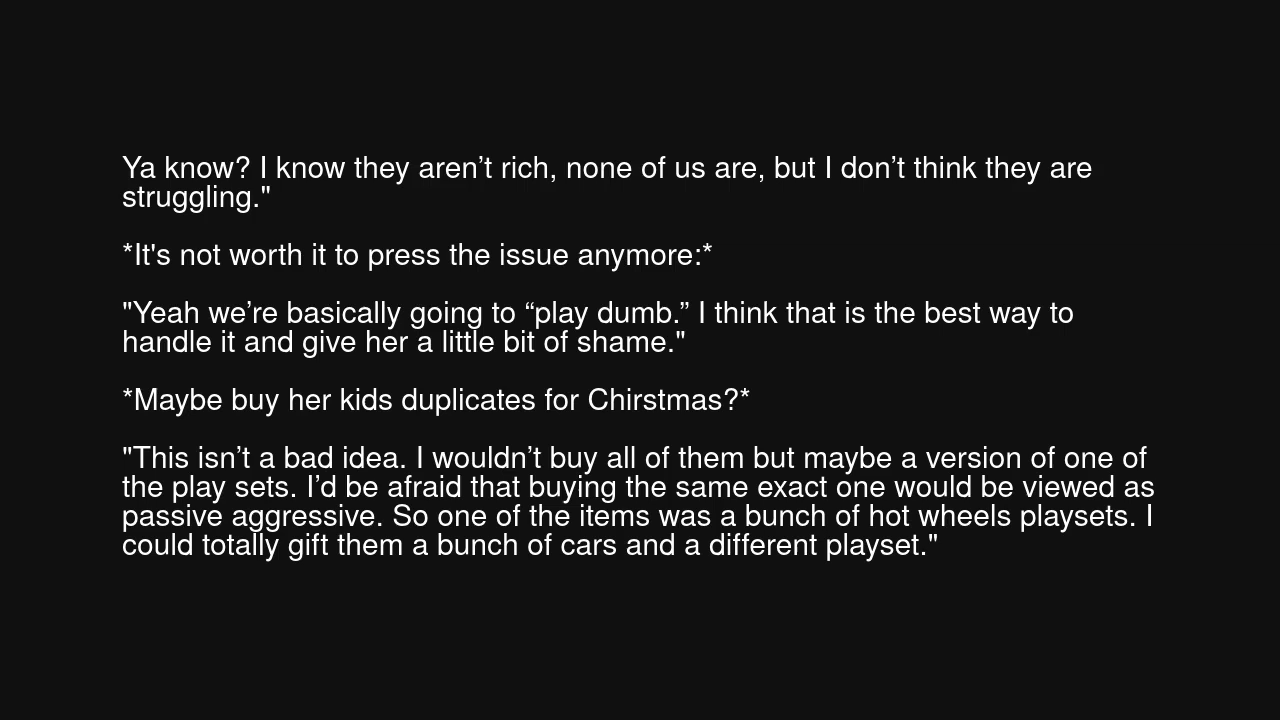 Ya know? I know they aren’t rich, none of us are, but I don’t think they are
struggling."
*It's not worth it to press the issue anymore:*
"Yeah we’re basically going to “play dumb.” I think that is the best way to
handle it and give her a little bit of shame."
*Maybe buy her kids duplicates for Chirstmas?*
"This isn’t a bad idea. I wouldn’t buy all of them but maybe a version of one of
the play sets. I’d be afraid that buying the same exact one would be viewed as
passive aggressive. So one of the items was a bunch of hot wheels playsets. I
could totally gift them a bunch of cars and a different playset."